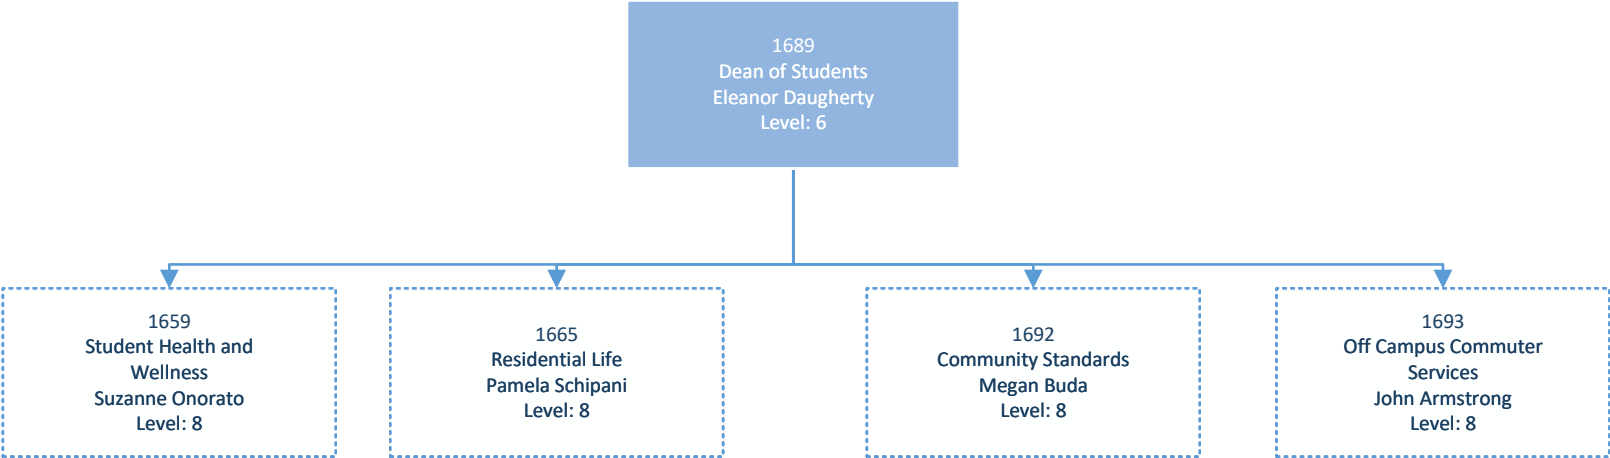 1689
Dean of Students
Eleanor Daugherty
Level: 6
1659
Student Health and
Wellness
Suzanne Onorato
Level: 8
1665
Residential Life
Pamela Schipani
Level: 8
1692
Community Standards
Megan Buda
Level: 8
1693
Off Campus Commuter
Services
John Armstrong
Level: 8